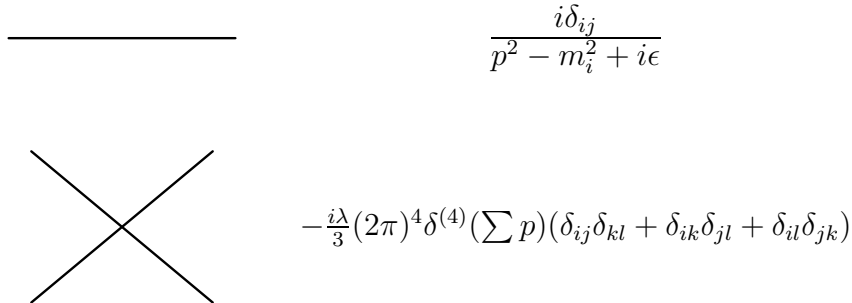 \frac{i\delta_{ij}}{p^2 - m_i^2 + i\epsilon}
-\frac{i\lambda}{3}(2\pi)^4\delta^{(4)}(\sum p)(\delta_{ij}\delta_{kl} + \delta_{ik}\delta_{jl} + \delta_{il}\delta_{jk})